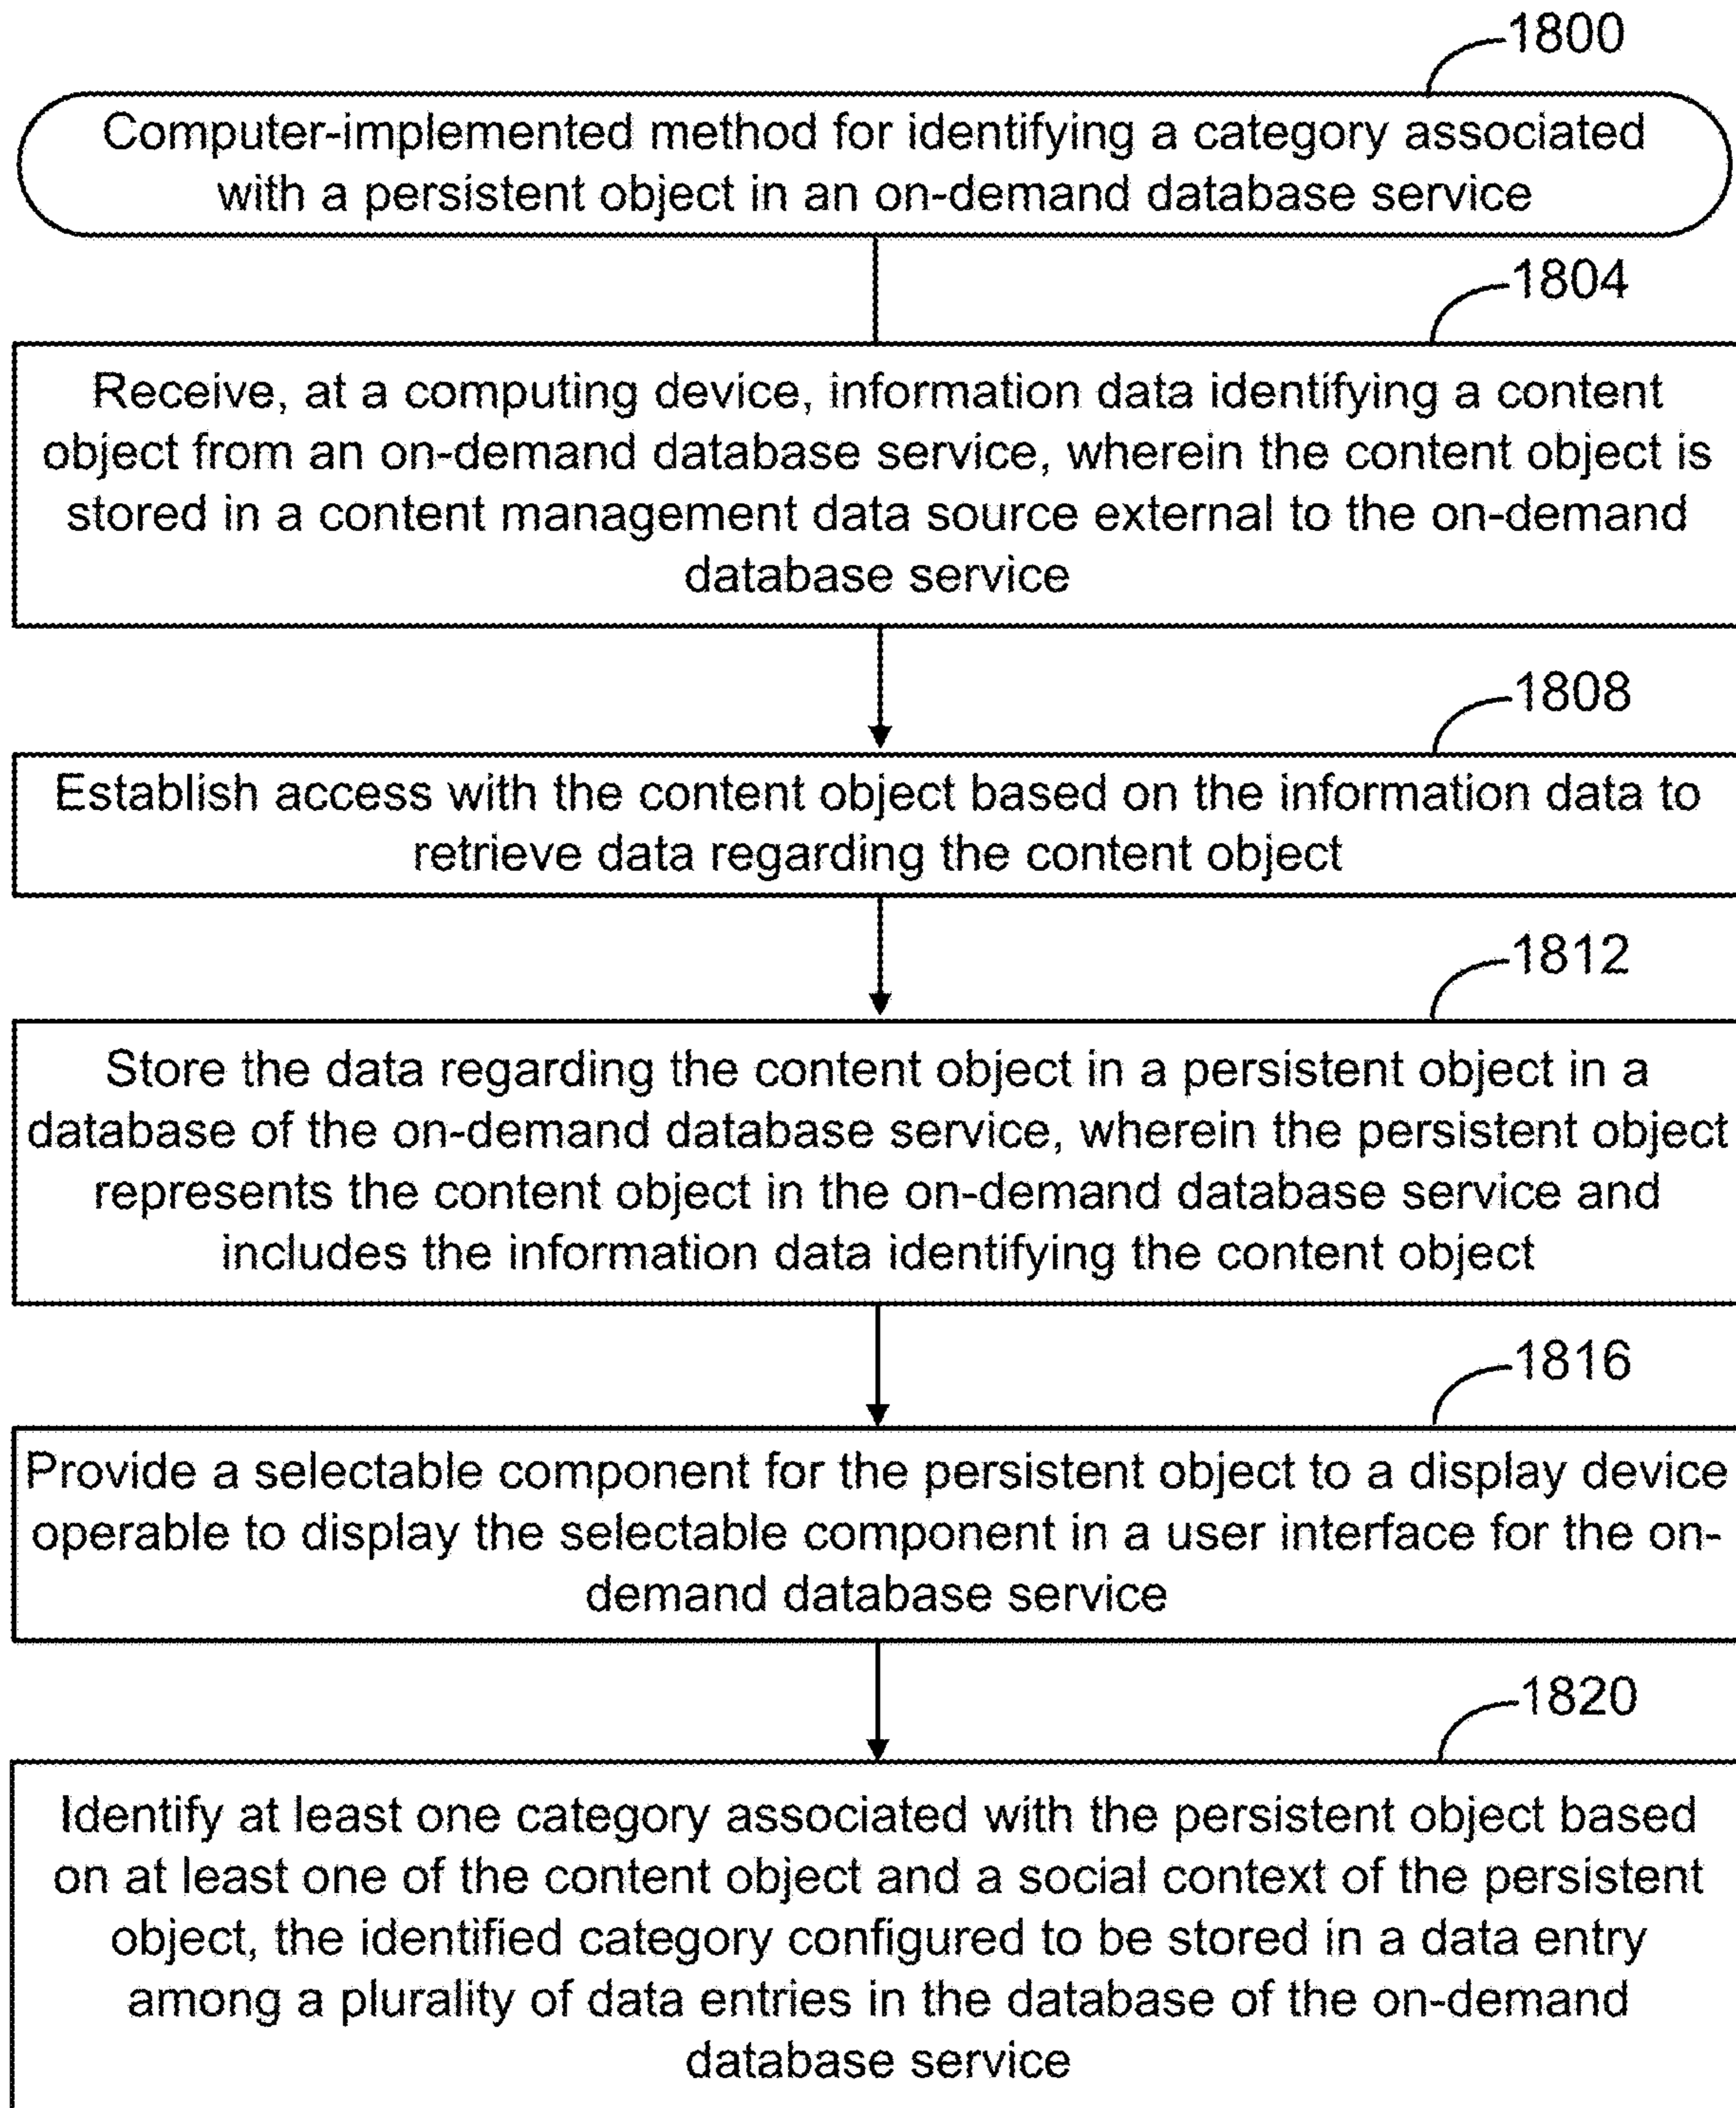 1800
Computer-implemented method for identifying a category associated
with a persistent object in an on-demand database service
1804
Receive, at a computing device, information data identifying a content
object from an on-demand database service, wherein the content object is
stored in a content management data source external to the on-demand
database service
1808
Establish access with the content object based on the information data to
retrieve data regarding the content object
1812
Store the data regarding the content object in a persistent object in a
database of the on-demand database service, wherein the persistent object
represents the content object in the on-demand database service and
includes the information data identifying the content object
1816
Provide a selectable component for the persistent object to a display device
operable to display the selectable component in a user interface for the on-
demand database service
1820
Identify at least one category associated with the persistent object based
on at least one of the content object and a social context of the persistent
object, the identified category configured to be stored in a data entry
among a plurality of data entries in the database of the on-demand
database service